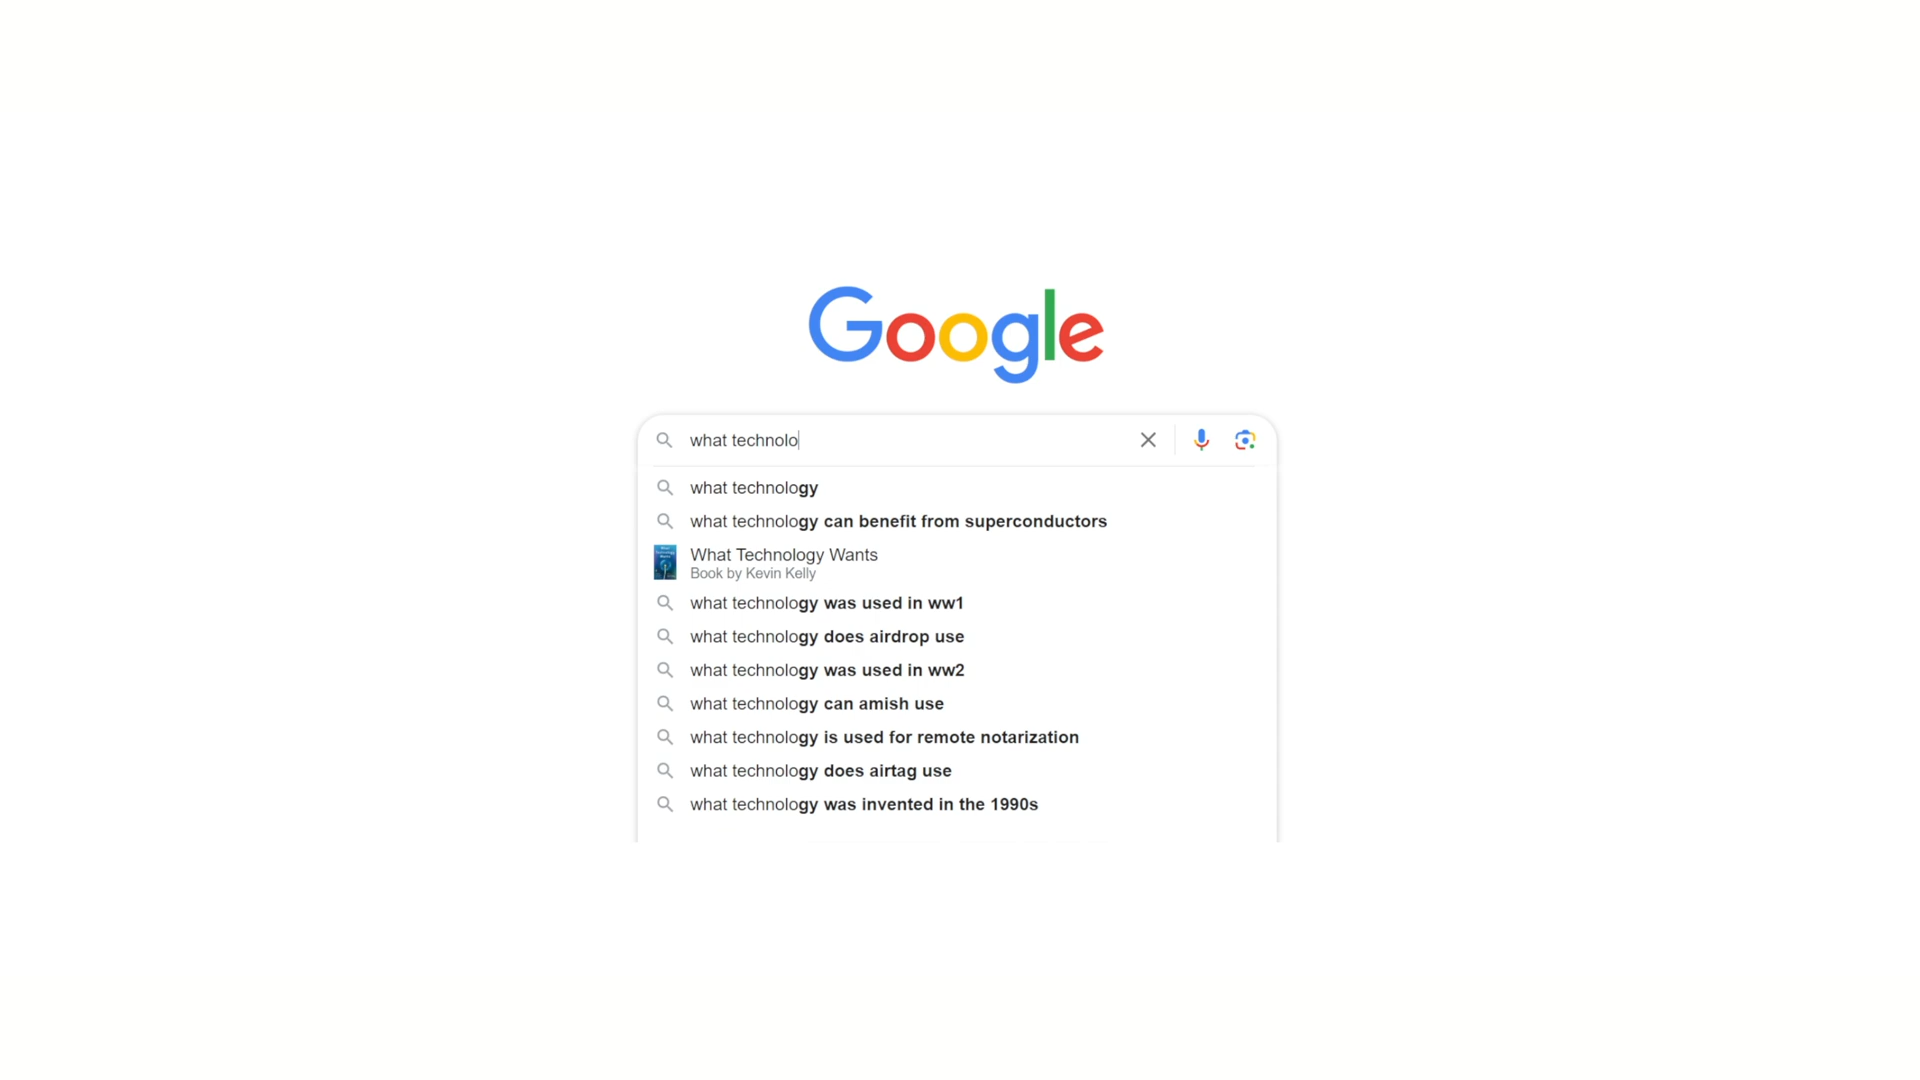 Google
what technolo
what technology
what technology can benefit from superconductors
What Technology Wants
Book by Kevin Kelly
what technology was used in ww1
what technology does airdrop use
what technology was used in ww2
what technology can amish use
what technology is used for remote notarization
what technology does airtag use
what technology was invented in the 1990s